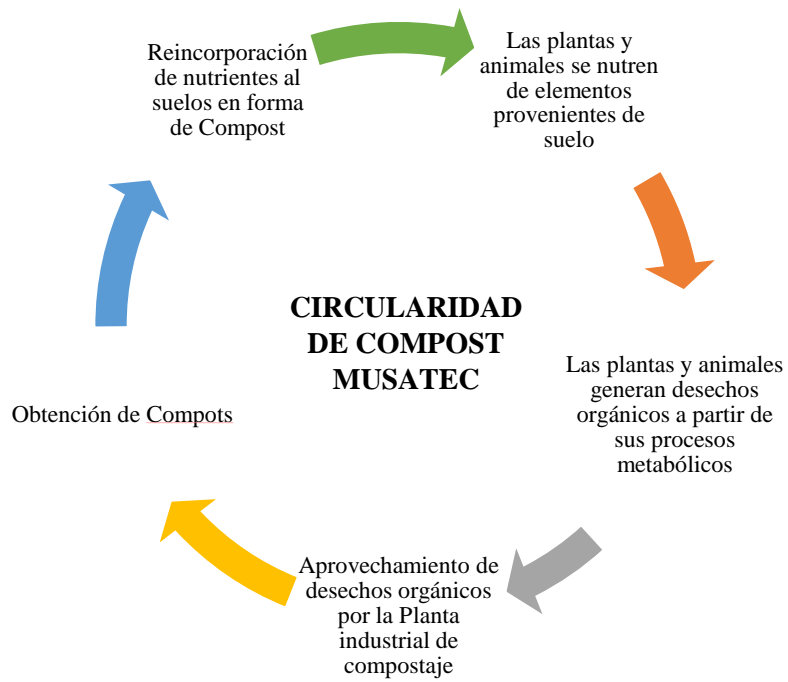 Reincorporación
de nutrientes al
suelos en forma
de Compost
Las plantas y
animales se nutren
de elementos
provenientes de
suelo
CIRCULARIDAD
DE COMPOST
MUSATEC
Las plantas y animales
generan desechos
orgánicos a partir de
sus procesos
metabólicos
Obtención de Compots
Aprovechamiento de
desechos orgánicos
por la Planta
industrial de
compostaje